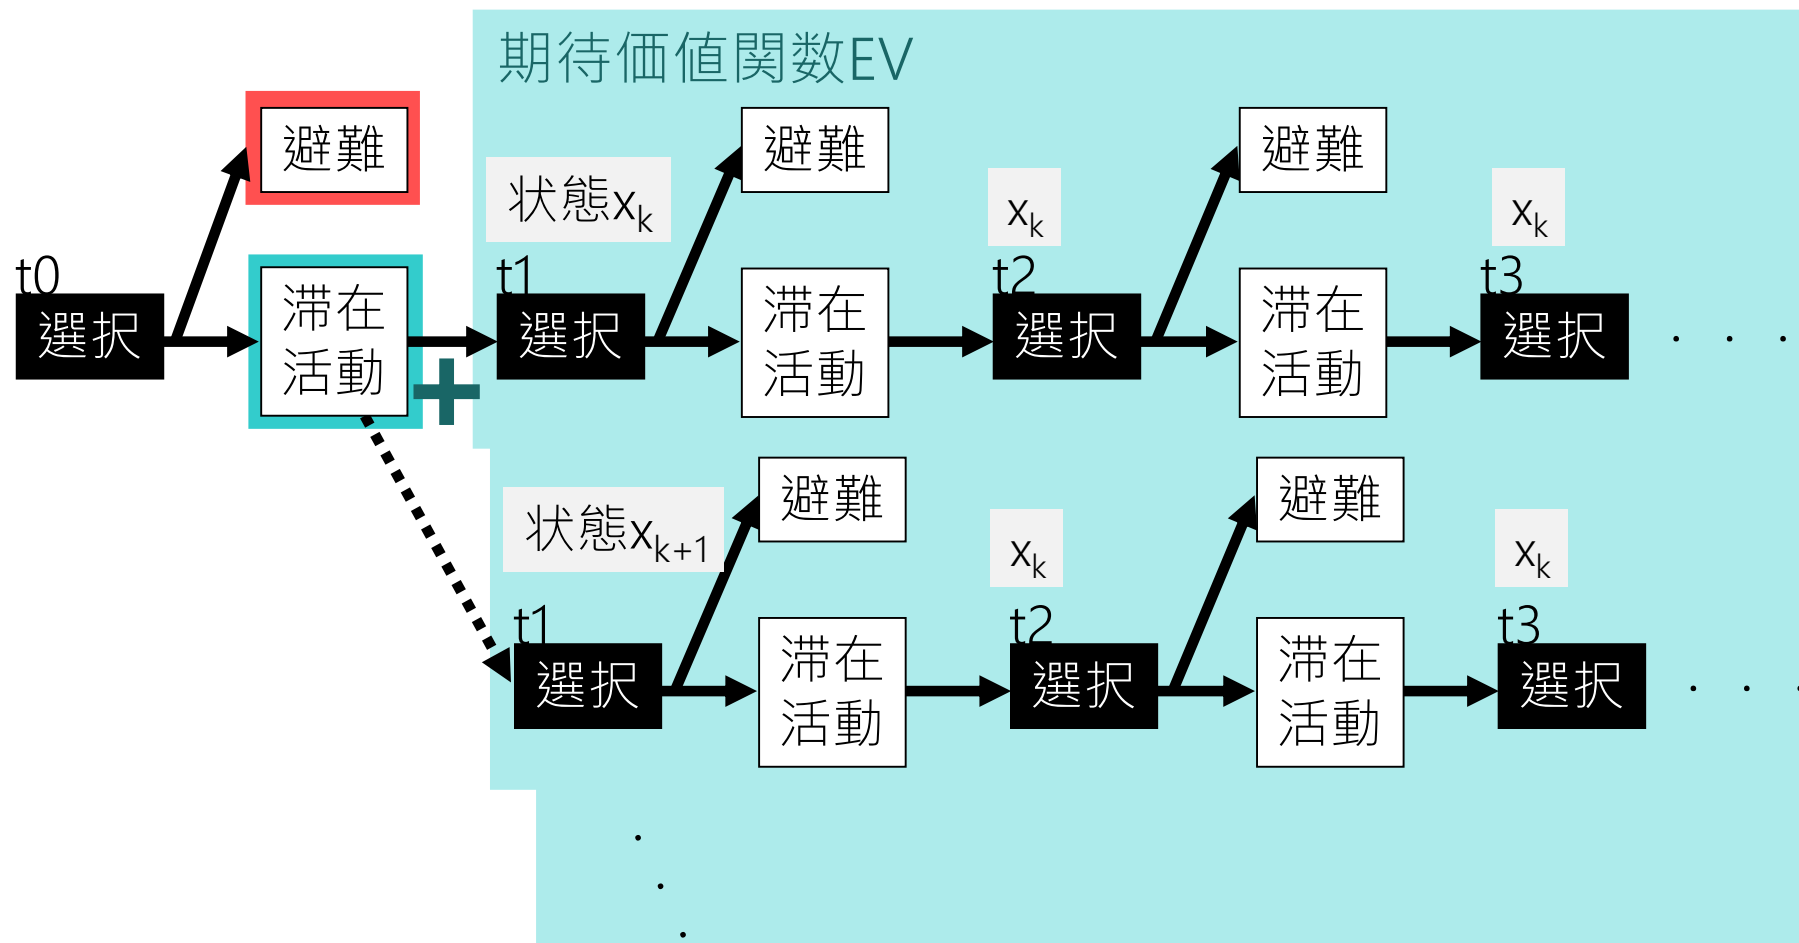 期待価値関数EV
避難
避難
避難
状態xk
xk
xk
t0
t1
t2
t3
選択
滞在
活動
選択
滞在
活動
選択
滞在
活動
選択
・・・
避難
避難
状態xk+1
xk
xk
t1
t2
t3
選択
滞在
活動
選択
滞在
活動
選択
・・・
・
・
・